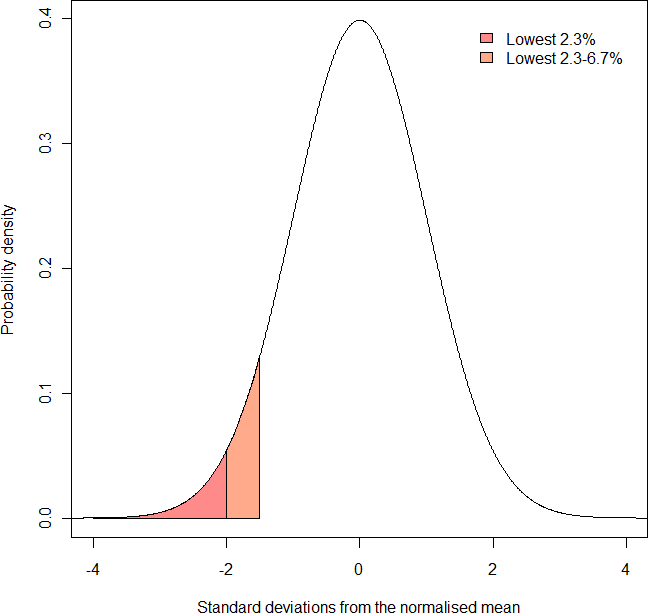 Lowest 2.3%
Lowest 2.3-6.7%
Probability density
0.4
0.3
0.2
0.1
0.0
-4 -2 0 2 4
Standard deviations from the normalised mean